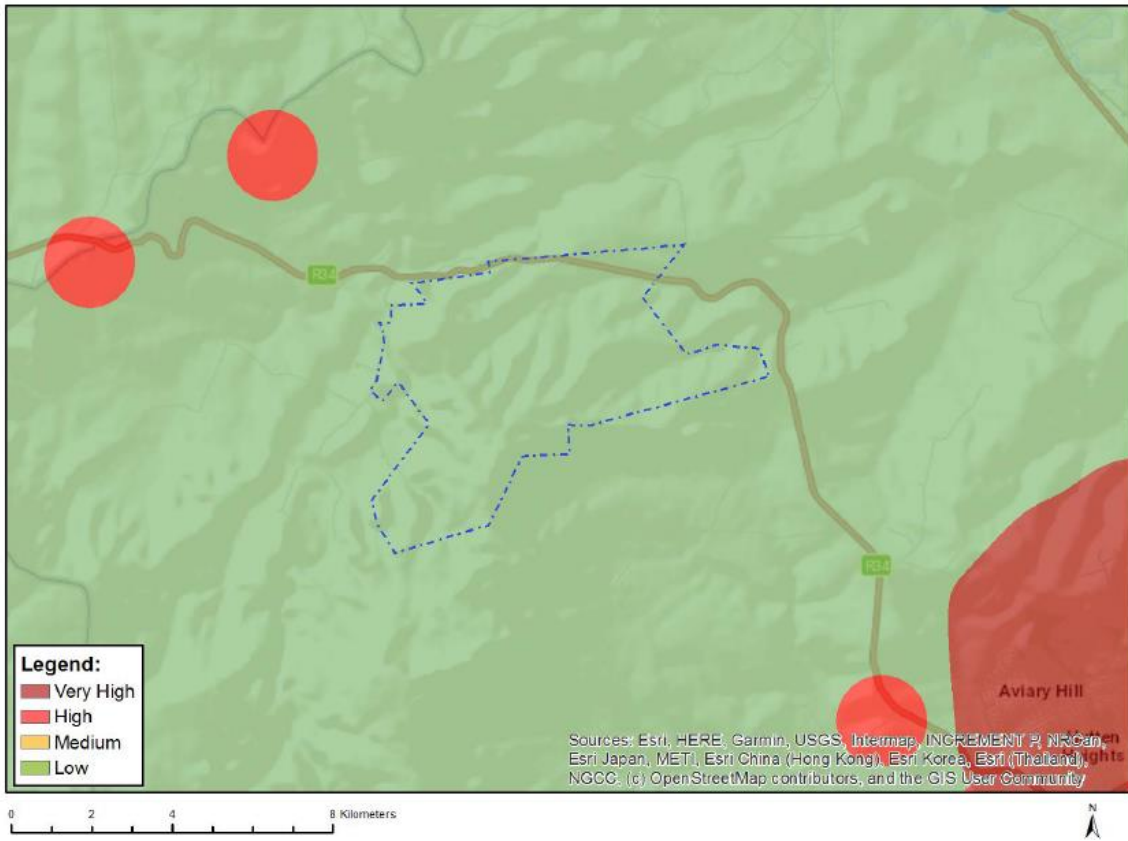 R34
R34
Legend:
Very High
High
Medium
Low
Aviary Hill
Heights
Sources: Esri, HERE, Garmin, USGS, Intermap, INCREMENT P, NRCan,
Esri Japan, METI, Esri China (Hong Kong), Esri Korea, Esri (Thailand),
NGCC, (c) OpenStreetMap contributors, and the GIS User Community
0 2 4 8 Kilometers
N